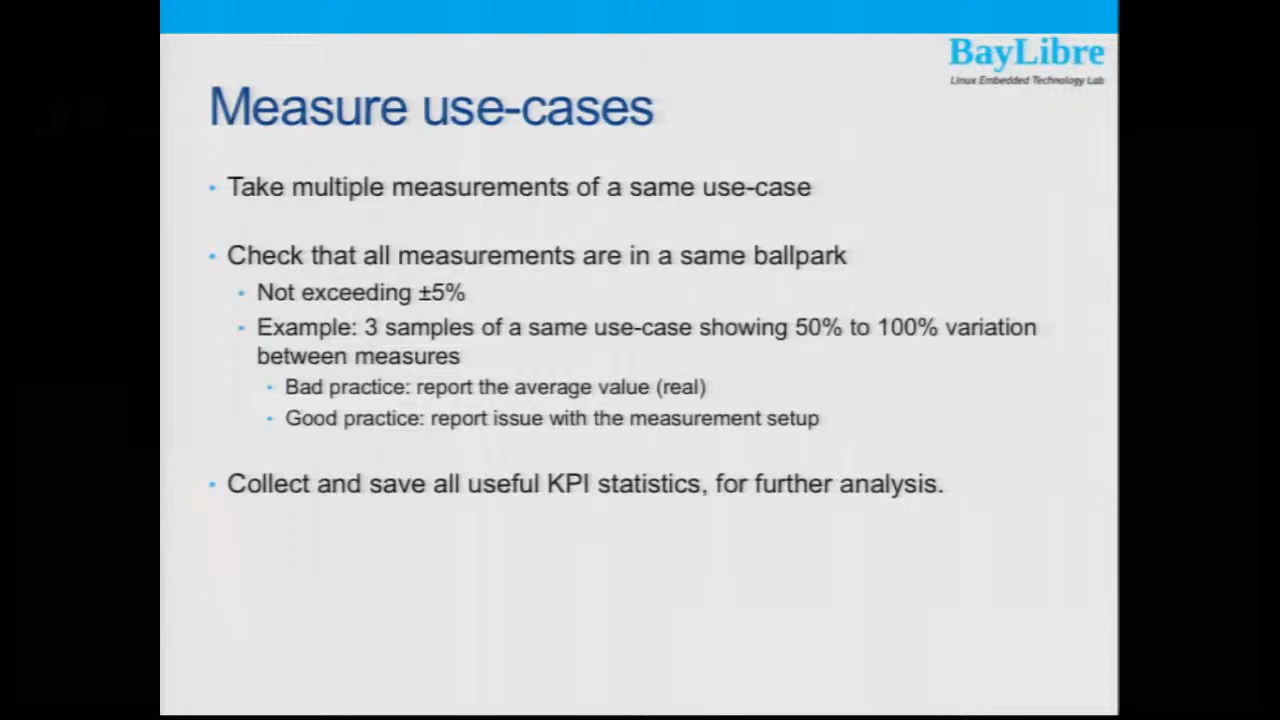 BayLibre
Linux Embedded Technology Lab
Measure use-cases
• Take multiple measurements of a same use-case
• Check that all measurements are in a same ballpark
• Not exceeding ±5%
• Example: 3 samples of a same use-case showing 50% to 100% variation
between measures
• Bad practice: report the average value (real)
• Good practice: report issue with the measurement setup
• Collect and save all useful KPI statistics, for further analysis.